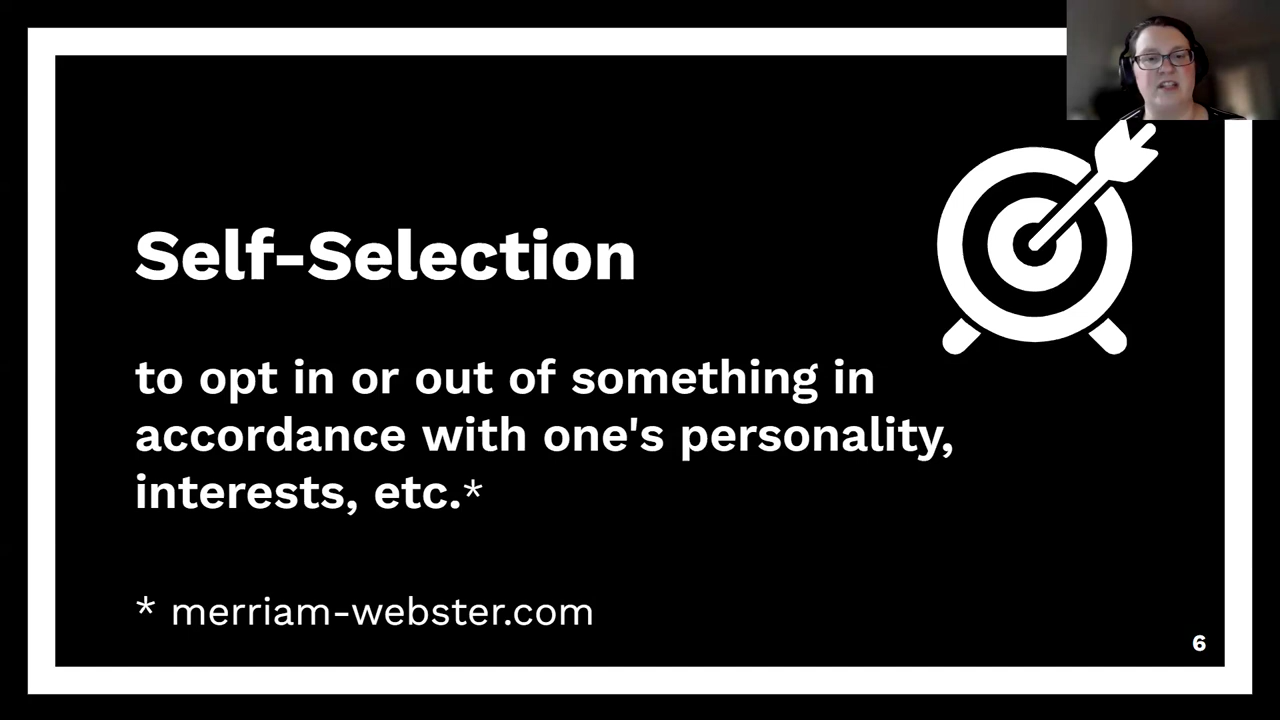 Self-Selection
to opt in or out of something in
accordance with one's personality,
interests, etc.*
* merriam-webster.com
6